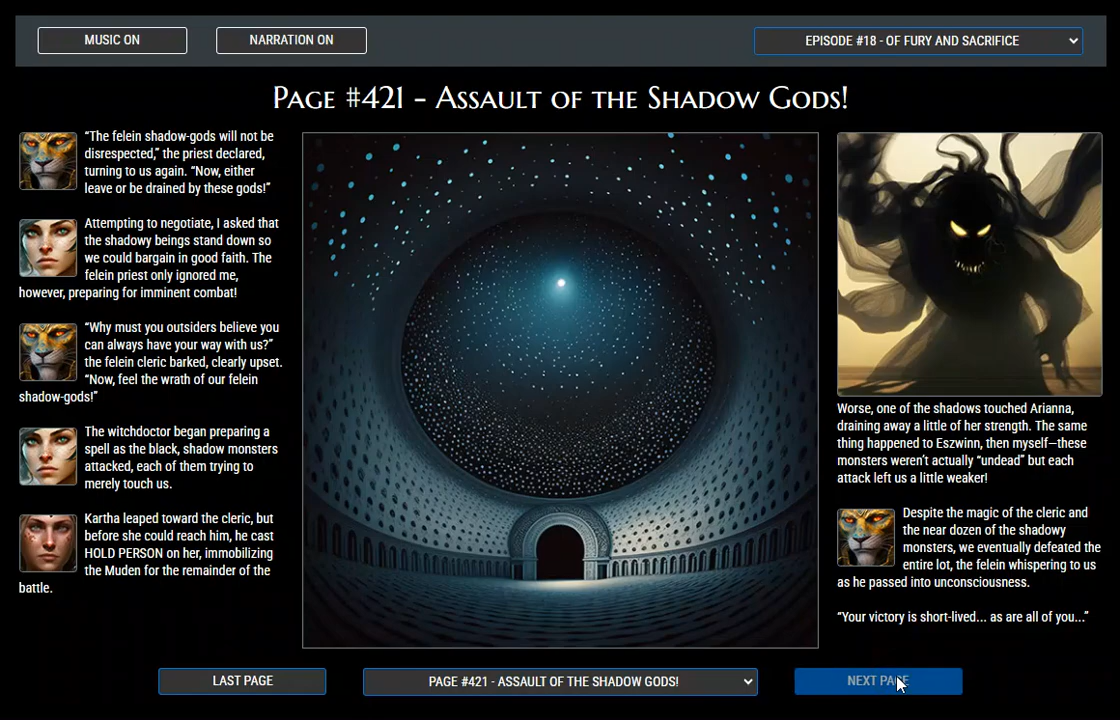 MUSIC ON
NARRATION ON
EPISODE #18 - OF FURY AND SACRIFICE
Page #421 - Assault of the Shadow Gods!
“The felein shadow-gods will not be
disrespected,” the priest declared,
turning to us again. “Now, either
leave or be drained by these gods!”
Attempting to negotiate, I asked that
the shadowy beings stand down so
we could bargain in good faith. The
felein priest only ignored me,
however, preparing for imminent combat!
“Why must you outsiders believe you
can always have your way with us?”
the felein cleric barked, clearly upset.
“Now, feel the wrath of our felein
shadow-gods!”
The witchdoctor began preparing a
spell as the black, shadow monsters
attacked, each of them trying to
merely touch us.
Kartha leaped toward the cleric, but
before she could reach him, he cast
HOLD PERSON on her, immobilizing
the Muden for the remainder of the
battle.
Worse, one of the shadows touched Arianna,
draining away a little of her strength. The same
thing happened to Eszwinn, then myself—these
monsters weren’t actually “undead” but each
attack left us a little weaker!
Despite the magic of the cleric and
the near dozen of the shadowy
monsters, we eventually defeated the
entire lot, the felein whispering to us
as he passed into unconsciousness.
“Your victory is short-lived... as are all of you...”
LAST PAGE
PAGE #421 - ASSAULT OF THE SHADOW GODS!
NEXT PAGE